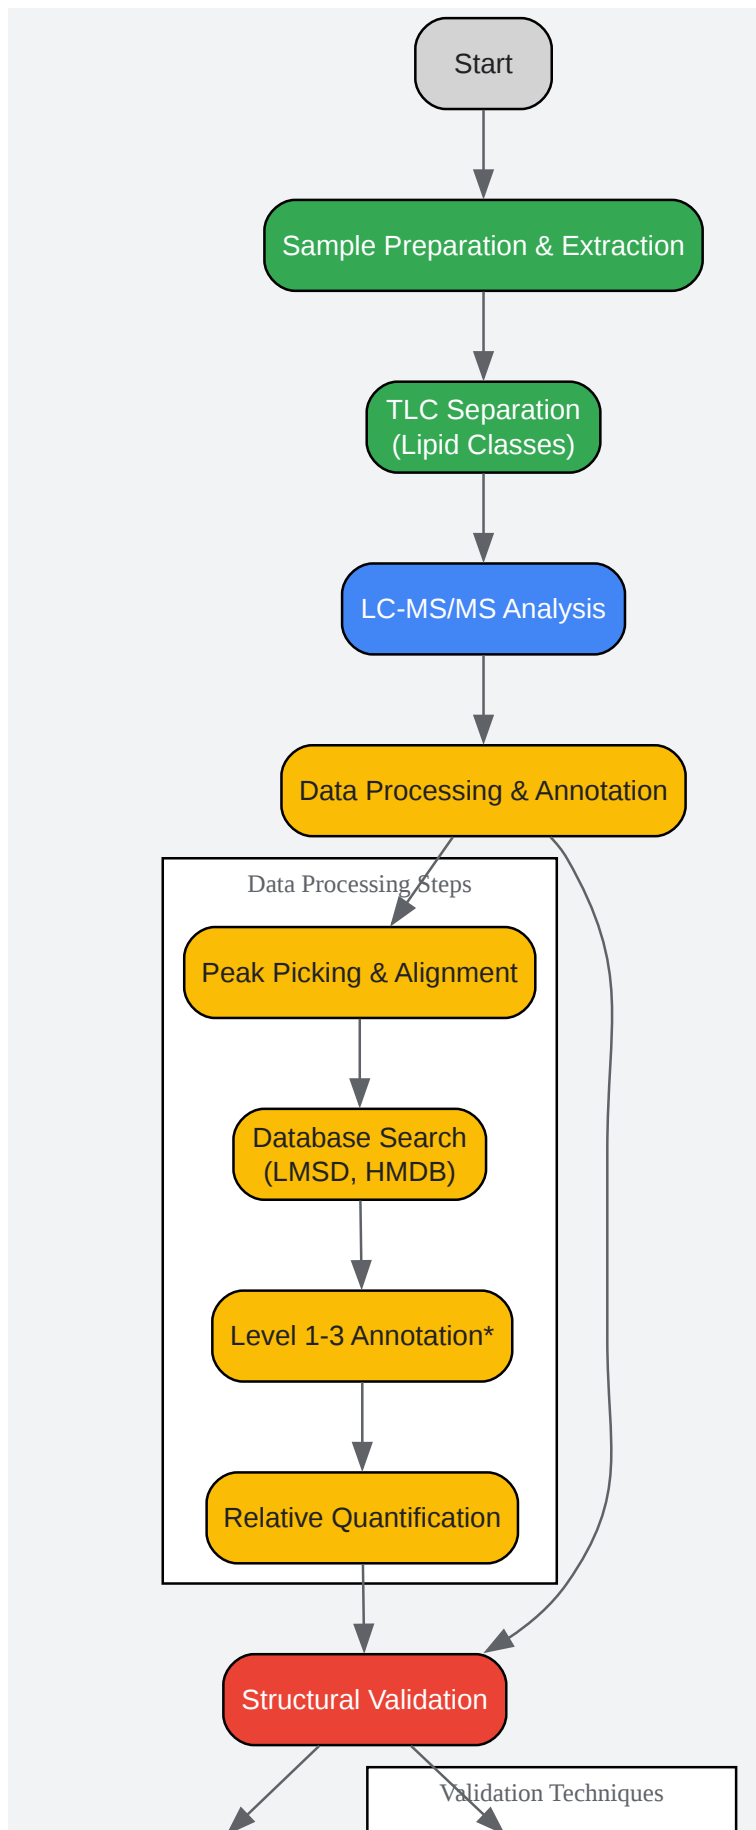 Start
Sample Preparation & Extraction
TLC Separation
(Lipid Classes)
LC-MS/MS Analysis
Data Processing & Annotation
Data Processing Steps
Peak Picking & Alignment
Database Search
(LMSD, HMDB)
Level 1-3 Annotation*
Relative Quantification
Structural Validation
Validation Techniques